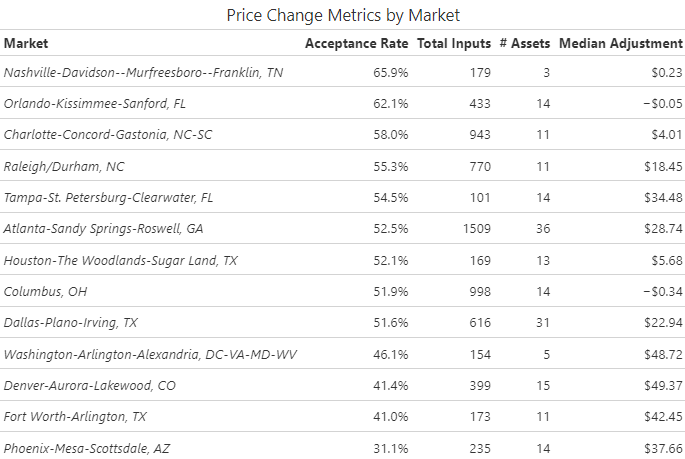 Price Change Metrics by Market
Market Acceptance Rate Total Inputs # Assets Median Adjustment
Nashville-Davidson--Murfreesboro--Franklin, TN 65.9% 179 3 $0.23
Orlando-Kissimmee-Sanford, FL 62.1% 433 14 −$0.05
Charlotte-Concord-Gastonia, NC-SC 58.0% 943 11 $4.01
Raleigh/Durham, NC 55.3% 770 11 $18.45
Tampa-St. Petersburg-Clearwater, FL 54.5% 101 14 $34.48
Atlanta-Sandy Springs-Roswell, GA 52.5% 1509 36 $28.74
Houston-The Woodlands-Sugar Land, TX 52.1% 169 13 $5.68
Columbus, OH 51.9% 998 14 −$0.34
Dallas-Plano-Irving, TX 51.6% 616 31 $22.94
Washington-Arlington-Alexandria, DC-VA-MD-WV 46.1% 154 5 $48.72
Denver-Aurora-Lakewood, CO 41.4% 399 15 $49.37
Fort Worth-Arlington, TX 41.0% 173 11 $42.45
Phoenix-Mesa-Scottsdale, AZ 31.1% 235 14 $37.66